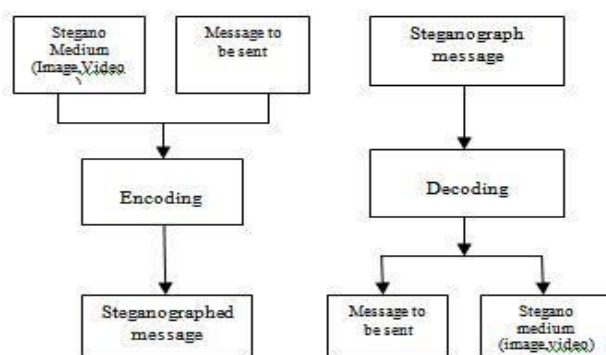 Stegano
Medium
(Image,Video
)
Message to
be sent
Encoding
Steganographed
message
Steganograph
message
Decoding
Message to
be sent
Stegano
medium
(image,video)